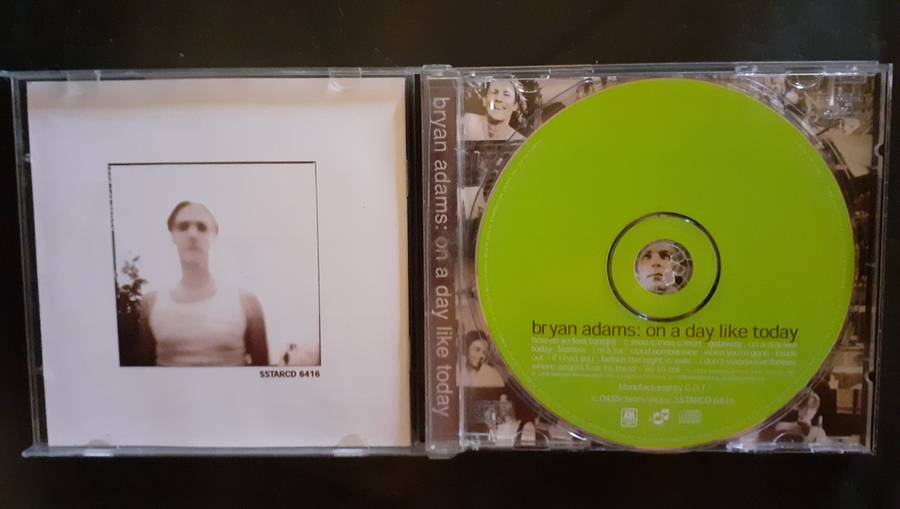 SSTARCD 6416
bryan adams: on a day like today
bryan adams: on a day like today
how do ya feel tonight c'mon c'mon c'mon getaway on a day like
today fearless i'm a liar cloud number nine when you're gone inside
out if i had you before the night is over i don't wanna live forever
where angels fear to tread lie to me
Manufactured by C.D.T
SSTARCD 6416